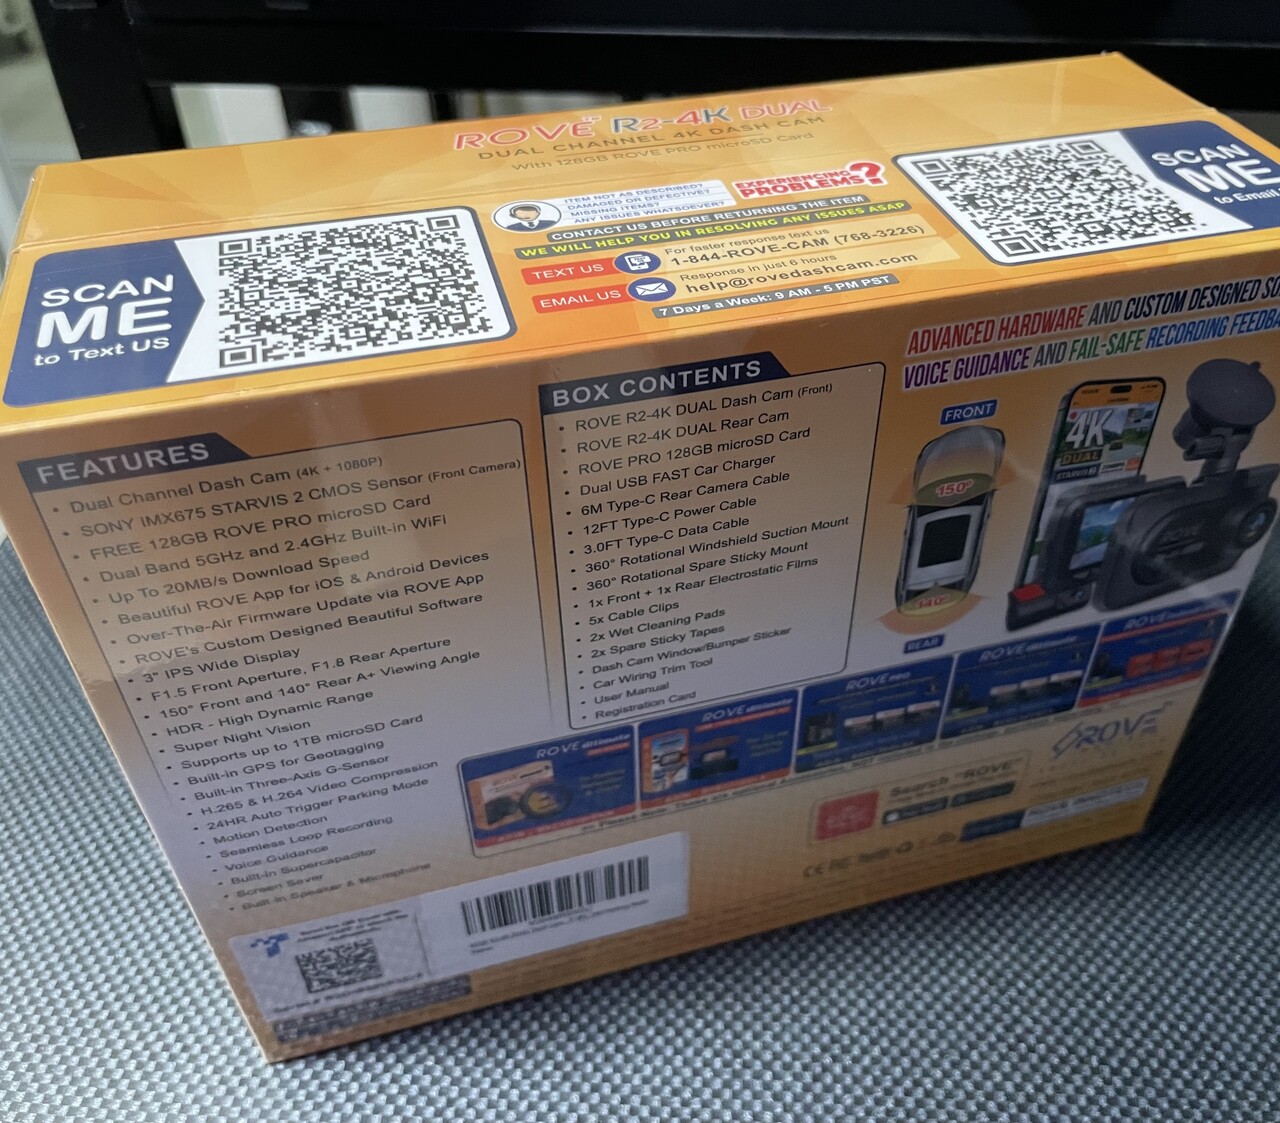 ROVE™ R2-4K DUAL
DUAL CHANNEL 4K DASH CAM
With 128GB ROVE PRO microSD Card
SCAN
ME
to Text US
ITEM NOT AS DESCRIBED?
DAMAGED OR DEFECTIVE?
MISSING ITEMS?
ANY ISSUES WHATSOEVER?
EXPERIENCING
PROBLEMS?
CONTACT US BEFORE RETURNING THE ITEM
WE WILL HELP YOU IN RESOLVING ANY ISSUES ASAP
TEXT US
For faster response text us
1-844-ROVE-CAM (768-3226)
EMAIL US
Response in just 6 hours
help@rovedashcam.com
7 Days a Week: 9 AM - 5 PM PST
SCAN
ME
to Email
FEATURES
• Dual Channel Dash Cam (4K + 1080P)
• SONY IMX675 STARVIS 2 CMOS Sensor (Front Camera)
• FREE 128GB ROVE PRO microSD Card
• Dual Band 5GHz and 2.4GHz Built-in WiFi
• Up To 20MB/s Download Speed
• Beautiful ROVE App for iOS & Android Devices
• Over-The-Air Firmware Update via ROVE App
• ROVE's Custom Designed Beautiful Software
• 3" IPS Wide Display
• F1.5 Front Aperture, F1.8 Rear Aperture
• 150° Front and 140° Rear A+ Viewing Angle
• HDR - High Dynamic Range
• Super Night Vision
• Supports up to 1TB microSD Card
• Built-in GPS for Geotagging
• Built-in Three-Axis G-Sensor
• H.265 & H.264 Video Compression
• 24HR Auto Trigger Parking Mode
• Motion Detection
• Seamless Loop Recording
• Voice Guidance
• Built-in Supercapacitor
• Screen Saver
• Built-in Speaker & Microphone
BOX CONTENTS
• ROVE R2-4K DUAL Dash Cam (Front)
• ROVE R2-4K DUAL Rear Cam
• ROVE PRO 128GB microSD Card
• Dual USB FAST Car Charger
• 6M Type-C Rear Camera Cable
• 12FT Type-C Power Cable
• 3.0FT Type-C Data Cable
• 360° Rotational Windshield Suction Mount
• 360° Rotational Spare Sticky Mount
• 1x Front + 1x Rear Electrostatic Films
• 5x Cable Clips
• 2x Wet Cleaning Pads
• 2x Spare Sticky Tapes
• Dash Cam Window/Bumper Sticker
• Car Wiring Trim Tool
• User Manual
• Registration Card
ADVANCED HARDWARE AND CUSTOM DESIGNED
VOICE GUIDANCE AND FAIL-SAFE RECORDING
FRONT
150°
140°
REAR
4K
DUAL
STARVIS 2
ROVE ultimate
ROVE ultimate
ROVE PRO
ROVE ultimate
ROVE
ROVE
Search "ROVE"
CE FC